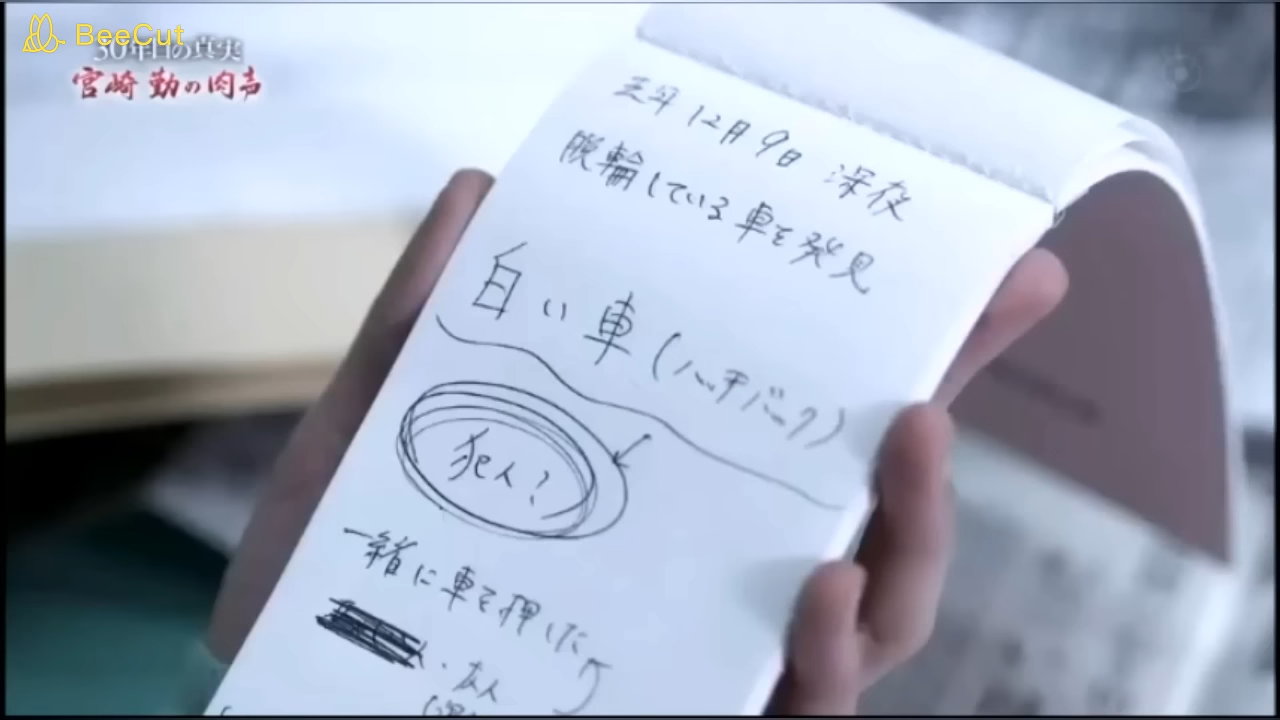 BeeCut
30年目の真実
宮崎 勤の肉声
12月9日 深夜
脱輪している車を発見
白い車(ハッチバック)
犯人?
一緒に車を押した
人・友人